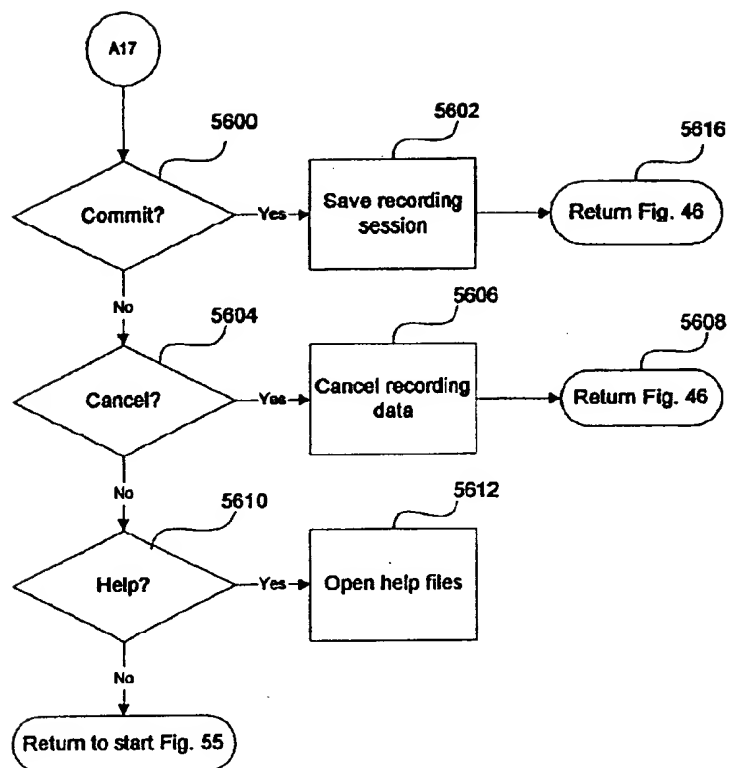 A17
5600
5602
5616
Commit?
Yes
Save recording
session
Return Fig. 46
No
5604
5606
5608
Cancel?
Yes
Cancel recording
data
Return Fig. 46
No
5610
5612
Help?
Yes
Open help files
No
Return to start Fig. 55